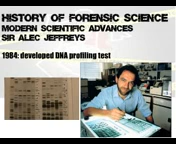 HISTORY OF FORENSIC SCIENCE
MODERN SCIENTIFIC ADVANCES
SIR ALEC JEFFREYS
1984: developed DNA profiling test